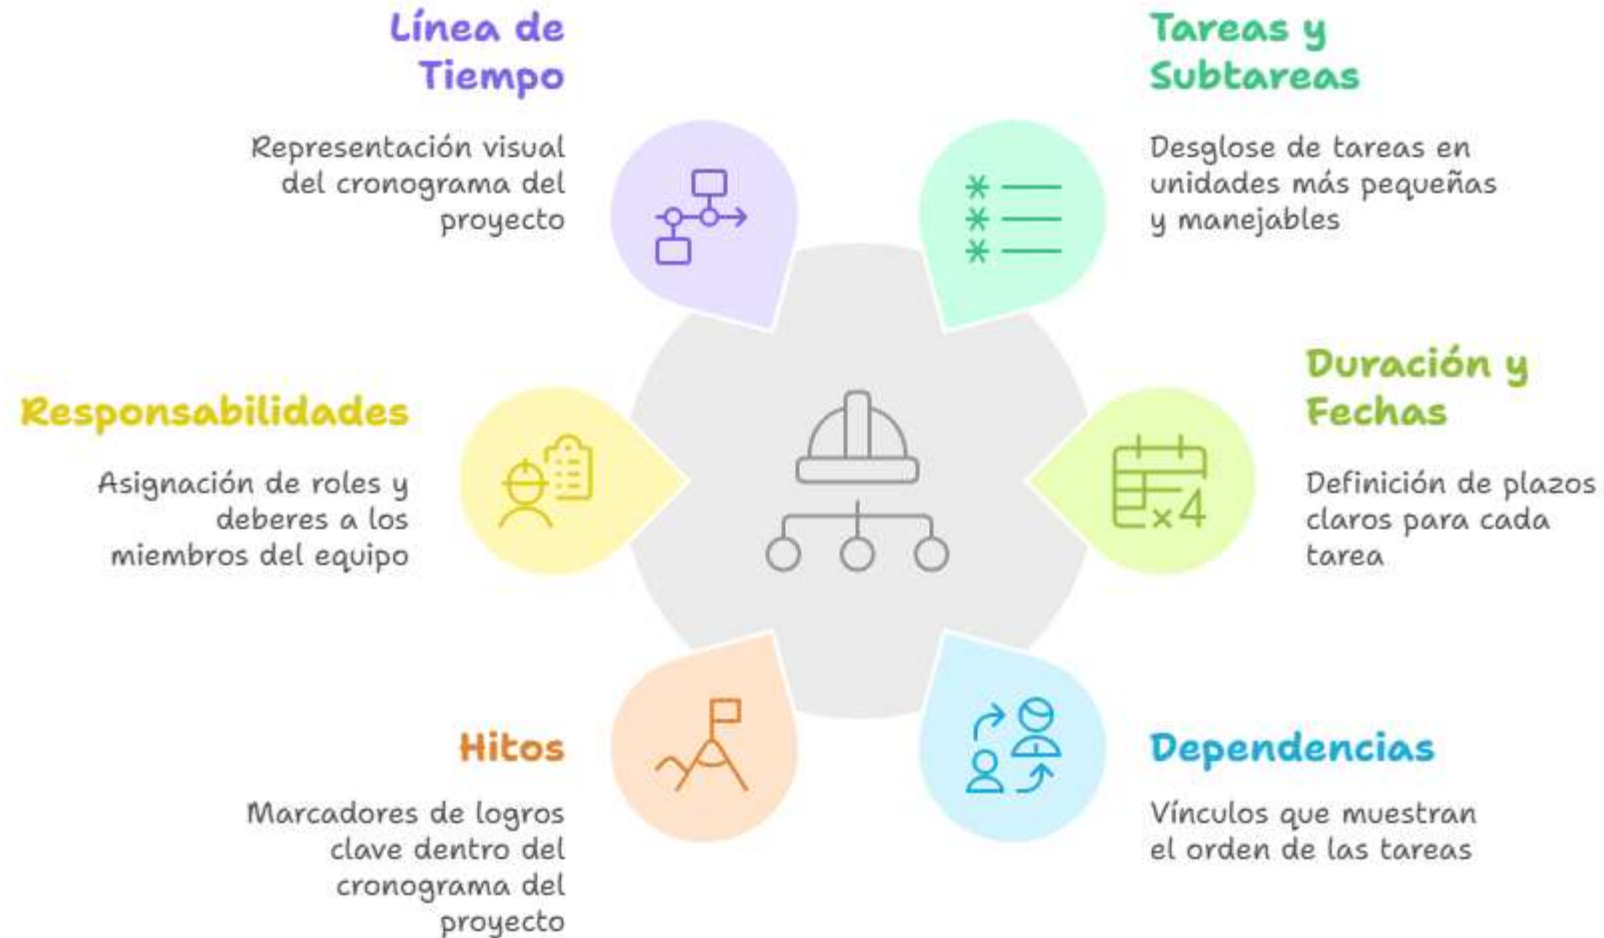 Línea de
Tiempo
Representación visual
del cronograma del
proyecto
Tareas y
Subtareas
Desglose de tareas en
unidades más pequeñas
y manejables
Responsabilidades
Asignación de roles y
deberes a los
miembros del equipo
Duración y
Fechas
Definición de plazos
claros para cada
tarea
x4
Hitos
Marcadores de logros
clave dentro del
cronograma del
proyecto
Dependencias
Vínculos que muestran
el orden de las tareas